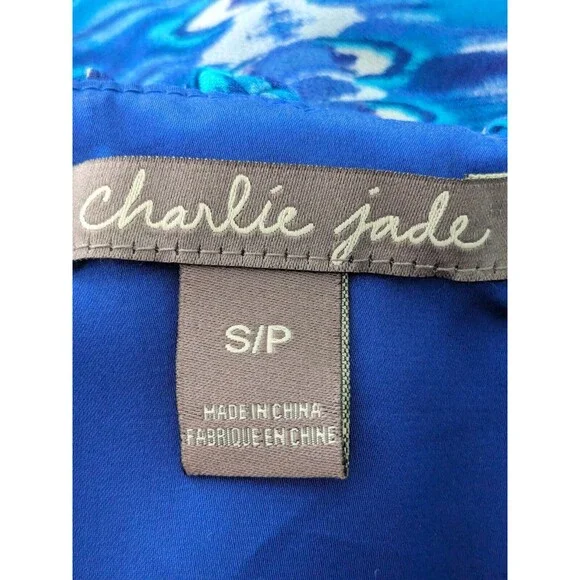 charlie jade
S/P
MADE IN CHINA
FABRIQUE EN CHINE